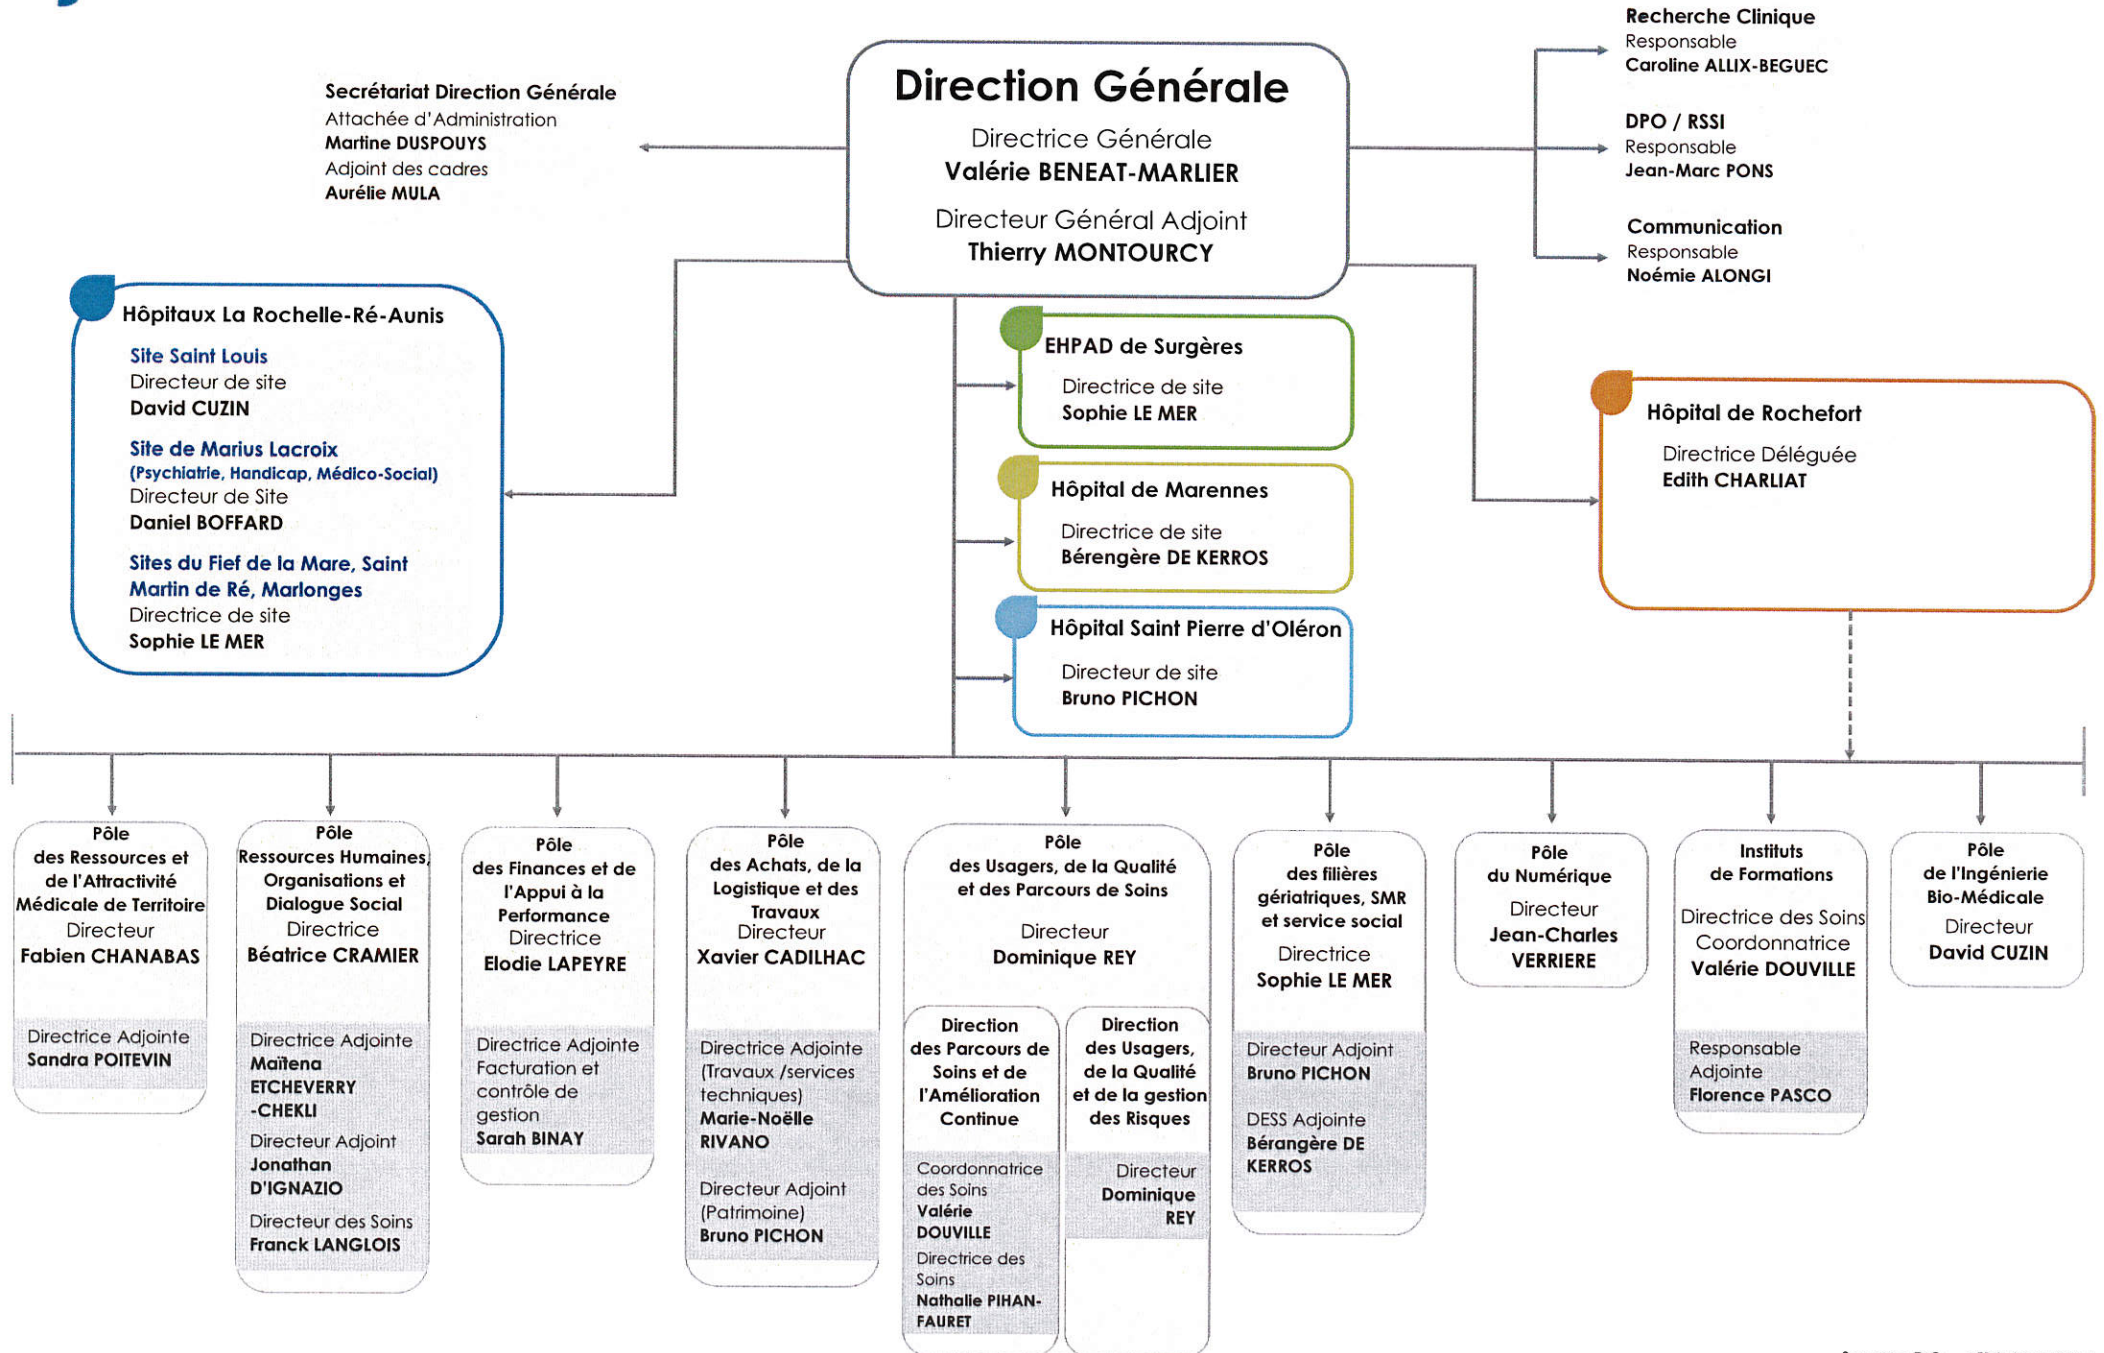 Direction Générale
Directrice Générale
Valérie BENEAT-MARLIER
Directeur Général Adjoint
Thierry MONTOURCY
Secrétariat Direction Générale
Attachée d'Administration
Martine DUSPOUYS
Adjoint des cadres
Aurélie MULA
Recherche Clinique
Responsable
Caroline ALLIX-BEGUEC
DPO / RSSI
Responsable
Jean-Marc PONS
Communication
Responsable
Noémie ALONGI
Hôpitaux La Rochelle-Ré-Aunis
Site Saint Louis
Directeur de site
David CUZIN
Site de Marius Lacroix
(Psychiatrie, Handicap, Médico-Social)
Directeur de Site
Daniel BOFFARD
Sites du Fief de la Mare, Saint
Martin de Ré, Marlonges
Directrice de site
Sophie LE MER
EHPAD de Surgères
Directrice de site
Sophie LE MER
Hôpital de Marennes
Directrice de site
Bérengère DE KERROS
Hôpital Saint Pierre d'Oléron
Directeur de site
Bruno PICHON
Hôpital de Rochefort
Directrice Déléguée
Edith CHARLIAT
Pôle
des Ressources et
de l'Attractivité
Médicale de Territoire
Directeur
Fabien CHANABAS
Directrice Adjointe
Sandra POITEVIN
Pôle
Ressources Humaines,
Organisations et
Dialogue Social
Directrice
Béatrice CRAMIER
Directrice Adjointe
Maïtena
ETCHEVERRY
-CHEKLI
Directeur Adjoint
Jonathan
D'IGNAZIO
Directeur des Soins
Franck LANGLOIS
Pôle
des Finances et de
l'Appui à la
Performance
Directrice
Elodie LAPEYRE
Directrice Adjointe
Facturation et
contrôle de
gestion
Sarah BINAY
Pôle
des Achats, de la
Logistique et des
Travaux
Directeur
Xavier CADILHAC
Directrice Adjointe
(Travaux /services
techniques)
Marie-Noëlle
RIVANO
Directeur Adjoint
(Patrimoine)
Bruno PICHON
Pôle
des Usagers, de la Qualité
et des Parcours de Soins
Directeur
Dominique REY
Direction
des Parcours de
Soins et de
l'Amélioration
Continue
Coordonnatrice
des Soins
Valérie
DOUVILLE
Directrice des
Soins
Nathalie PIHAN-
FAURET
Direction
des Usagers,
de la Qualité
et de la gestion
des Risques
Directeur
Dominique
REY
Pôle
des filières
gériatriques, SMR
et service social
Directrice
Sophie LE MER
Directeur Adjoint
Bruno PICHON
DESS Adjointe
Bérangère DE
KERROS
Pôle
du Numérique
Directeur
Jean-Charles
VERRIERE
Instituts
de Formations
Directrice des Soins
Coordonnatrice
Valérie DOUVILLE
Responsable
Adjointe
Florence PASCO
Pôle
de l'Ingénierie
Bio-Médicale
Directeur
David CUZIN